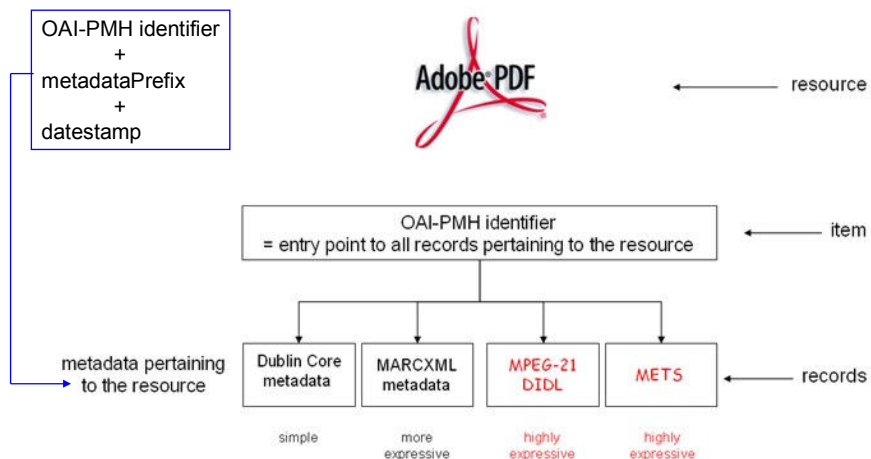 OAI-PMH identifier
+
metadataPrefix
+
datestamp
Adobe PDF
resource
OAI-PMH identifier
= entry point to all records pertaining to the resource
item
metadata pertaining
to the resource
Dublin Core
metadata
MARCXML
metadata
MPEG-21
DIDL
METS
records
simple
more
expressive
highly
expressive
highly
expressive